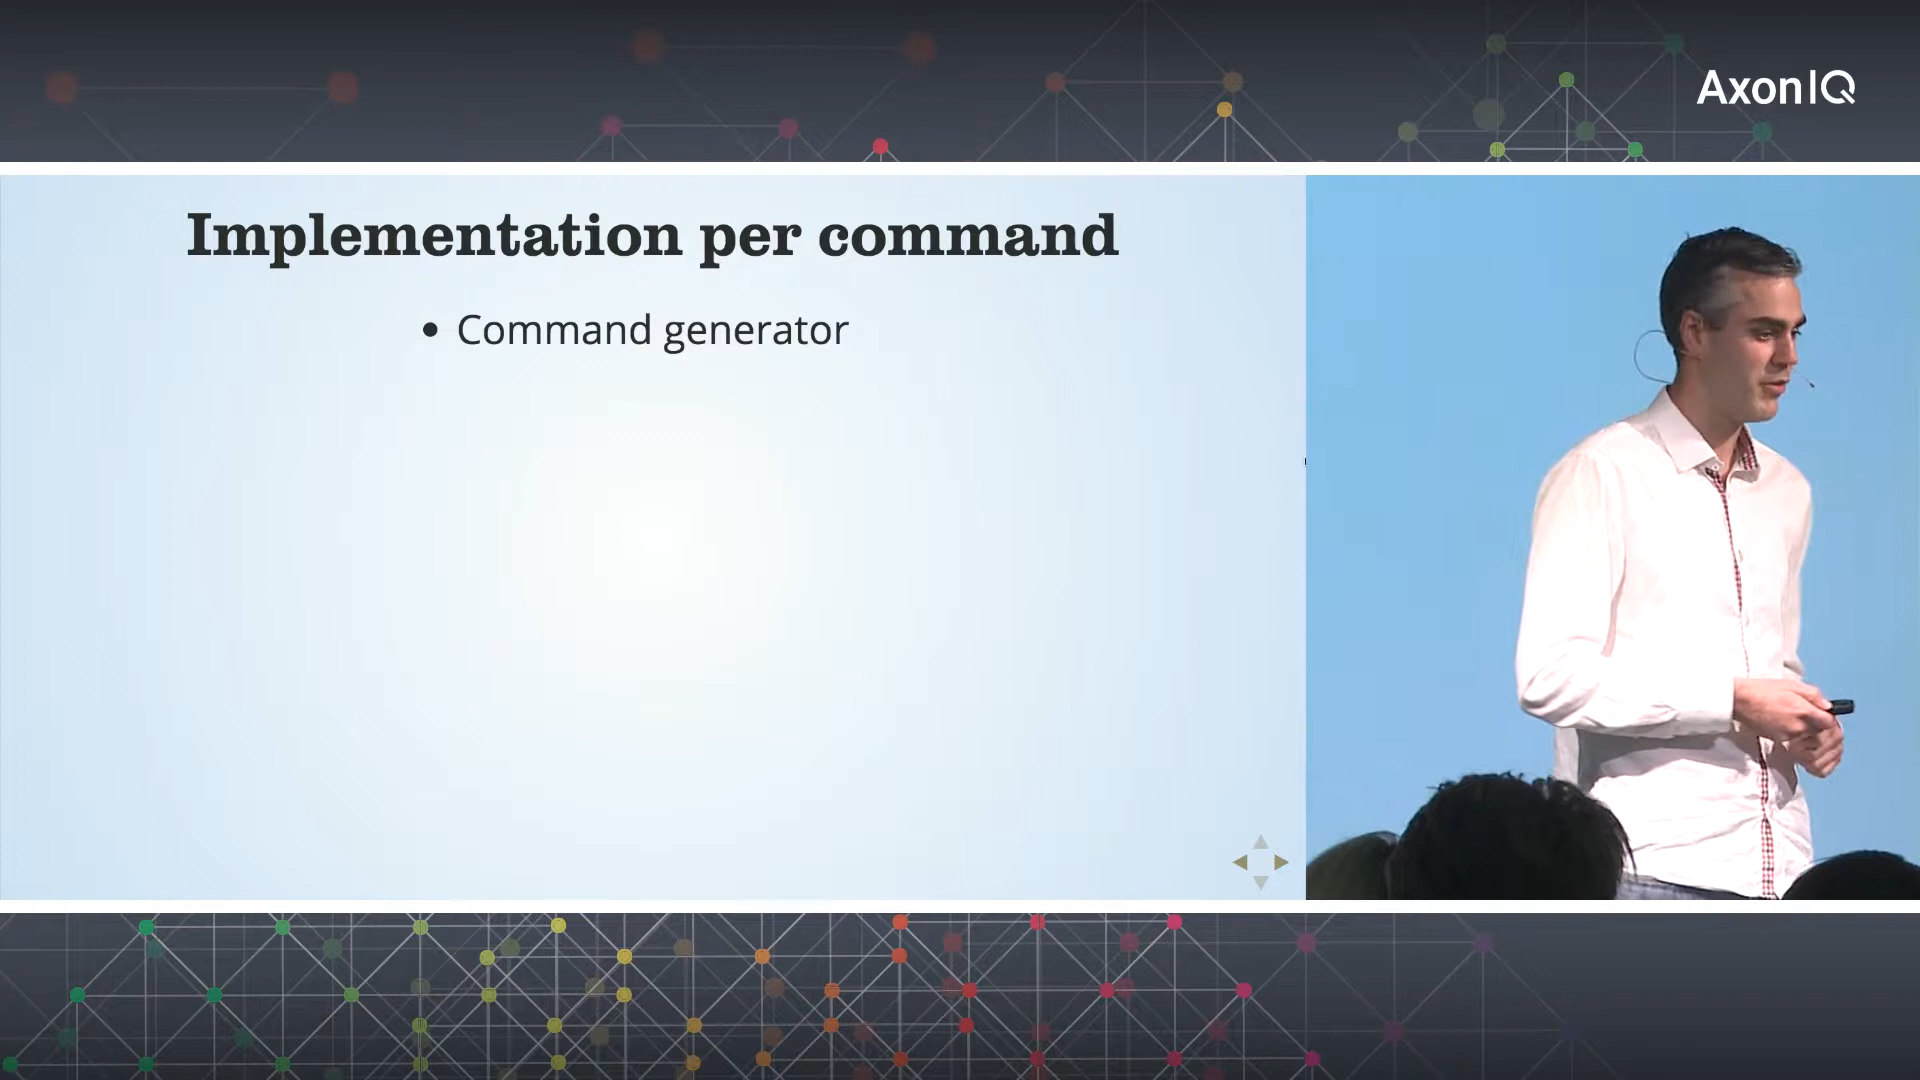 AxonIQ
Implementation per command
• Command generator